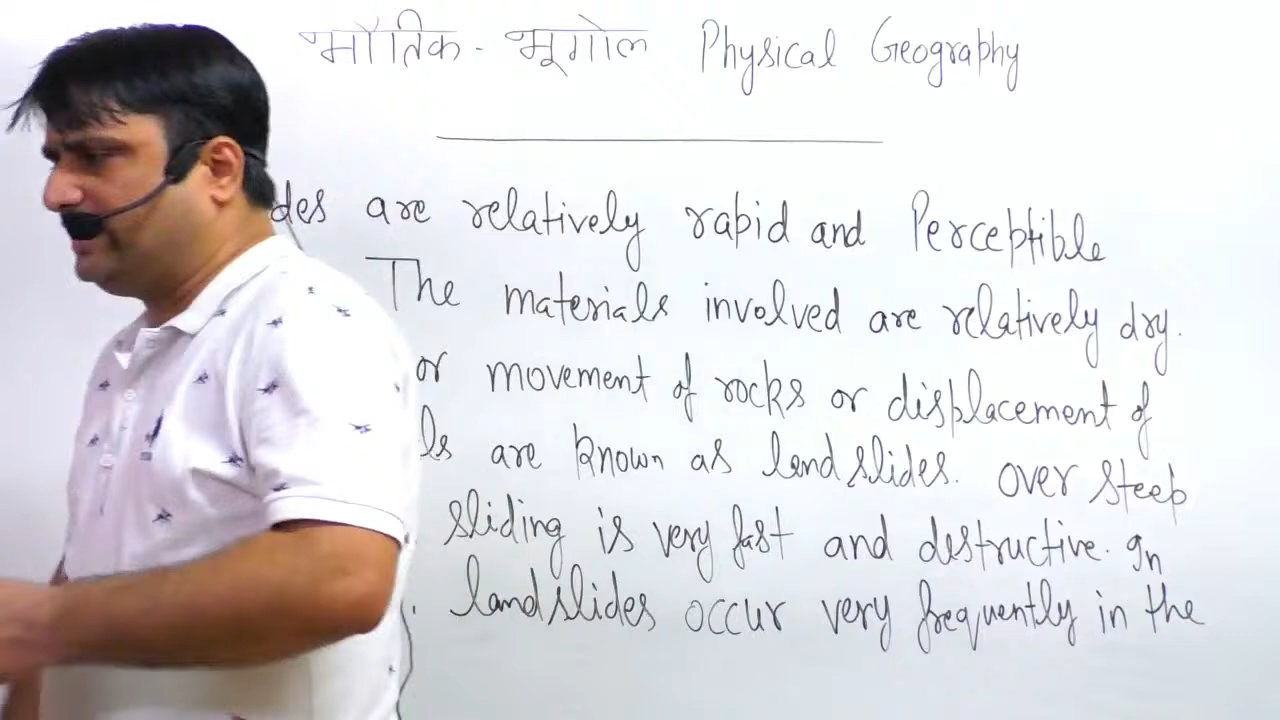 भौतिक - भूगोल Physical Geography
des are relatively rapid and Perceptible
The materials involved are relatively dry.
or movement of rocks or displacement of
ls are known as landslides. Over steep
sliding is very fast and destructive. In
. landslides occur very frequently in the